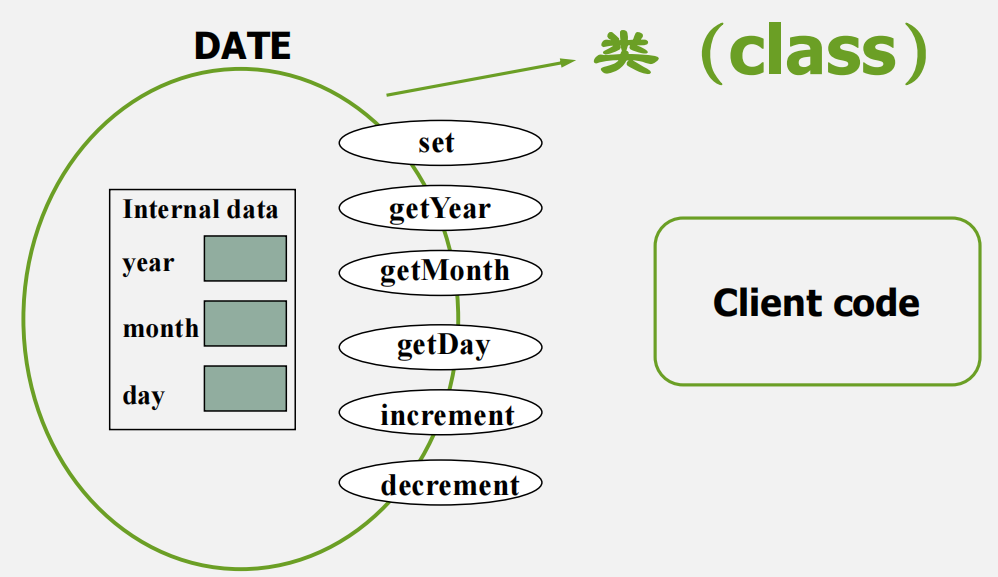 DATE
类（class）
set
getYear
getMonth
getDay
increment
decrement
Internal data
year
month
day
Client code